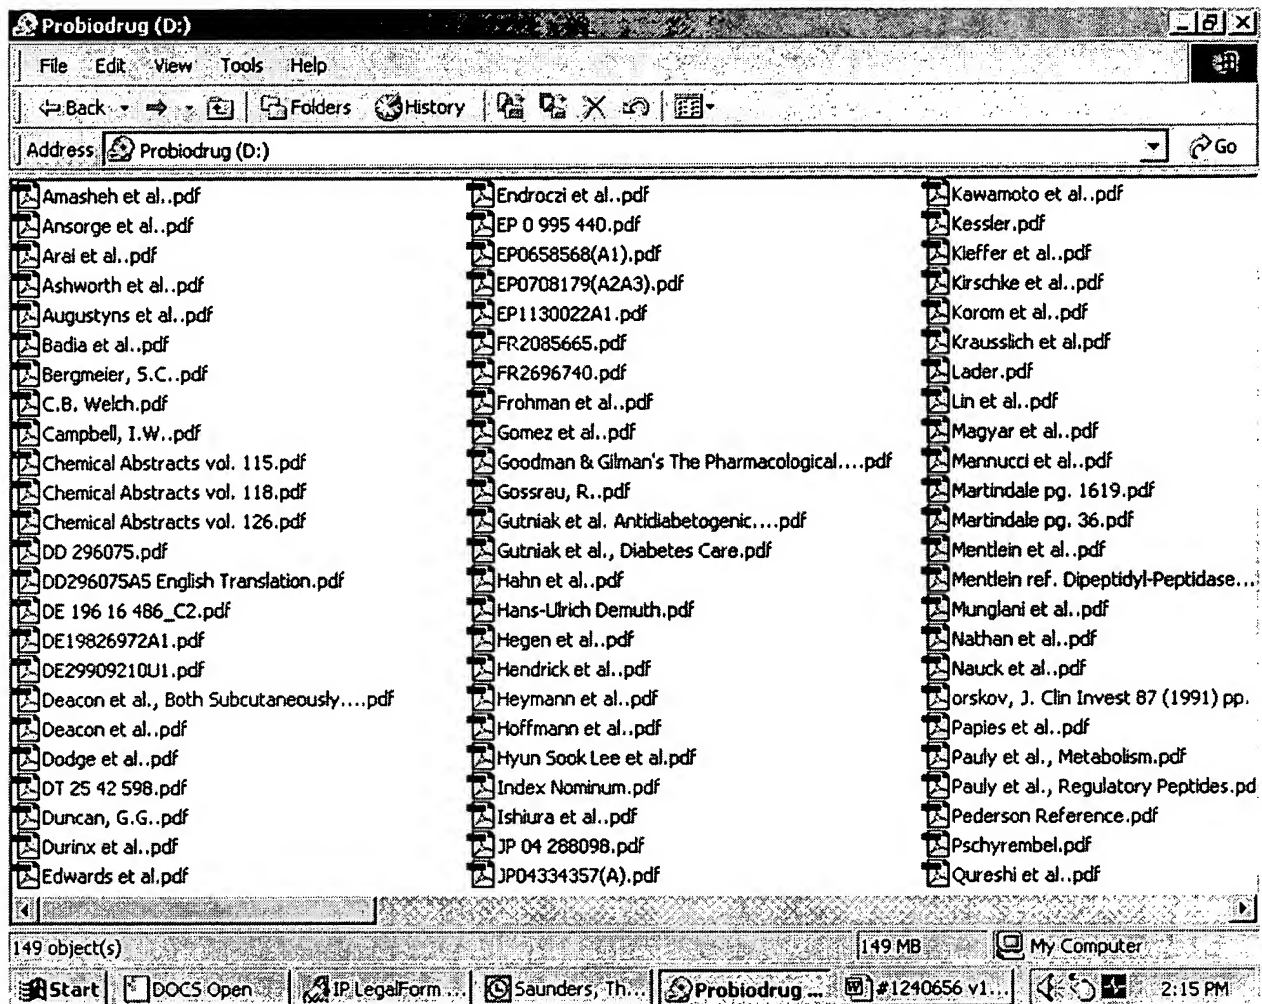 Probiodrug (D:)
File Edit View Tools Help
Back Folders History
Address Probiodrug (D:) Go
Amasheh et al..pdf
Ansorge et al..pdf
Arai et al..pdf
Ashworth et al..pdf
Augustyns et al..pdf
Badia et al..pdf
Bergmeier, S.C..pdf
C.B. Welch.pdf
Campbell, I.W..pdf
Chemical Abstracts vol. 115.pdf
Chemical Abstracts vol. 118.pdf
Chemical Abstracts vol. 126.pdf
DD 296075.pdf
DD296075A5 English Translation.pdf
DE 196 16 486_C2.pdf
DE19826972A1.pdf
DE29909210U1.pdf
Deacon et al., Both Subcutaneously....pdf
Deacon et al..pdf
Dodge et al..pdf
DT 25 42 598.pdf
Duncan, G.G..pdf
Durinx et al..pdf
Edwards et al.pdf
Endroczi et al..pdf
EP 0 995 440.pdf
EP0658568(A1).pdf
EP0708179(A2A3).pdf
EP1130022A1.pdf
FR2085665.pdf
FR2696740.pdf
Frohman et al..pdf
Gomez et al..pdf
Goodman & Gilman's The Pharmacological....pdf
Gossrau, R..pdf
Gutniak et al. Antidiabetogenic....pdf
Gutniak et al., Diabetes Care.pdf
Hahn et al..pdf
Hans-Ulrich Demuth.pdf
Hegen et al..pdf
Hendrick et al..pdf
Heymann et al..pdf
Hoffmann et al..pdf
Hyun Sook Lee et al.pdf
Index Nominum.pdf
Ishiura et al..pdf
JP 04 288098.pdf
JP04334357(A).pdf
Kawamoto et al..pdf
Kessler.pdf
Kieffer et al..pdf
Kirschke et al..pdf
Korom et al..pdf
Krausslich et al.pdf
Lader.pdf
Lin et al..pdf
Magyar et al..pdf
Mannucci et al..pdf
Martindale pg. 1619.pdf
Martindale pg. 36.pdf
Mentlein et al..pdf
Mentlein ref. Dipeptidyl-Peptidase...
Munglani et al..pdf
Nathan et al..pdf
Nauck et al..pdf
orskov, J. Clin Invest 87 (1991) pp.
Papies et al..pdf
Pauly et al., Metabolism.pdf
Pauly et al., Regulatory Peptides.pd
Pederson Reference.pdf
Pschyrembel.pdf
Qureshi et al..pdf
149 object(s) 149 MB My Computer
Start DOCS Open IP LegalForm ... Saunders, Th... Probiodrug ... #1240656 v1... 2:15 PM